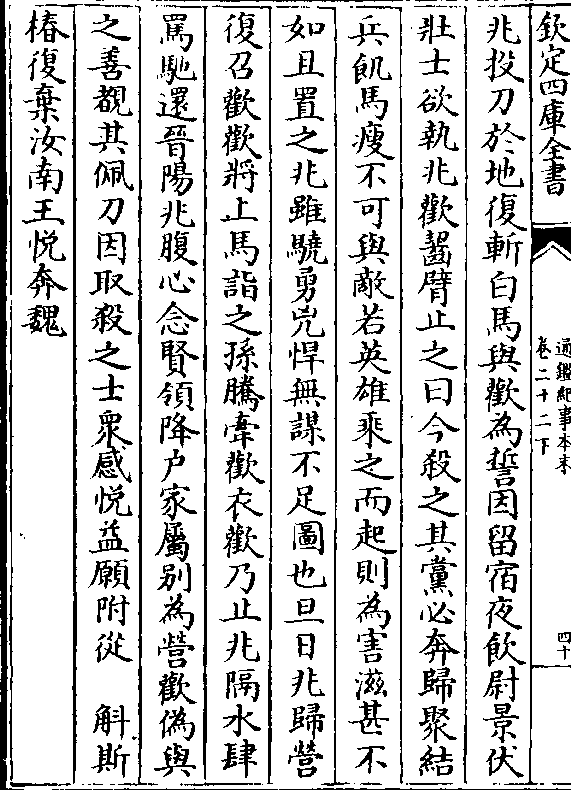 欽定四庫全書
通鑑紀事本末
卷二十二下
四十
兆投刀於地復斬白馬與歡為誓因留宿夜飲尉景伏
壯士欲執兆歡齧臂止之曰今殺之其黨必奔歸聚結
兵飢馬瘦不可與敵若英雄乘之而起則為害滋甚不
如且置之兆雖驍勇兇悍無謀不足圖也旦日兆歸營
復召歡歡將上馬詣之孫騰牽歡衣歡乃止兆隔水肆
罵馳還晉陽兆腹心念賢領降户家屬别為營歡偽與
之善觀其佩刀因取殺之士衆感悦益願附從　斛斯
椿復棄汝南王悦奔魏